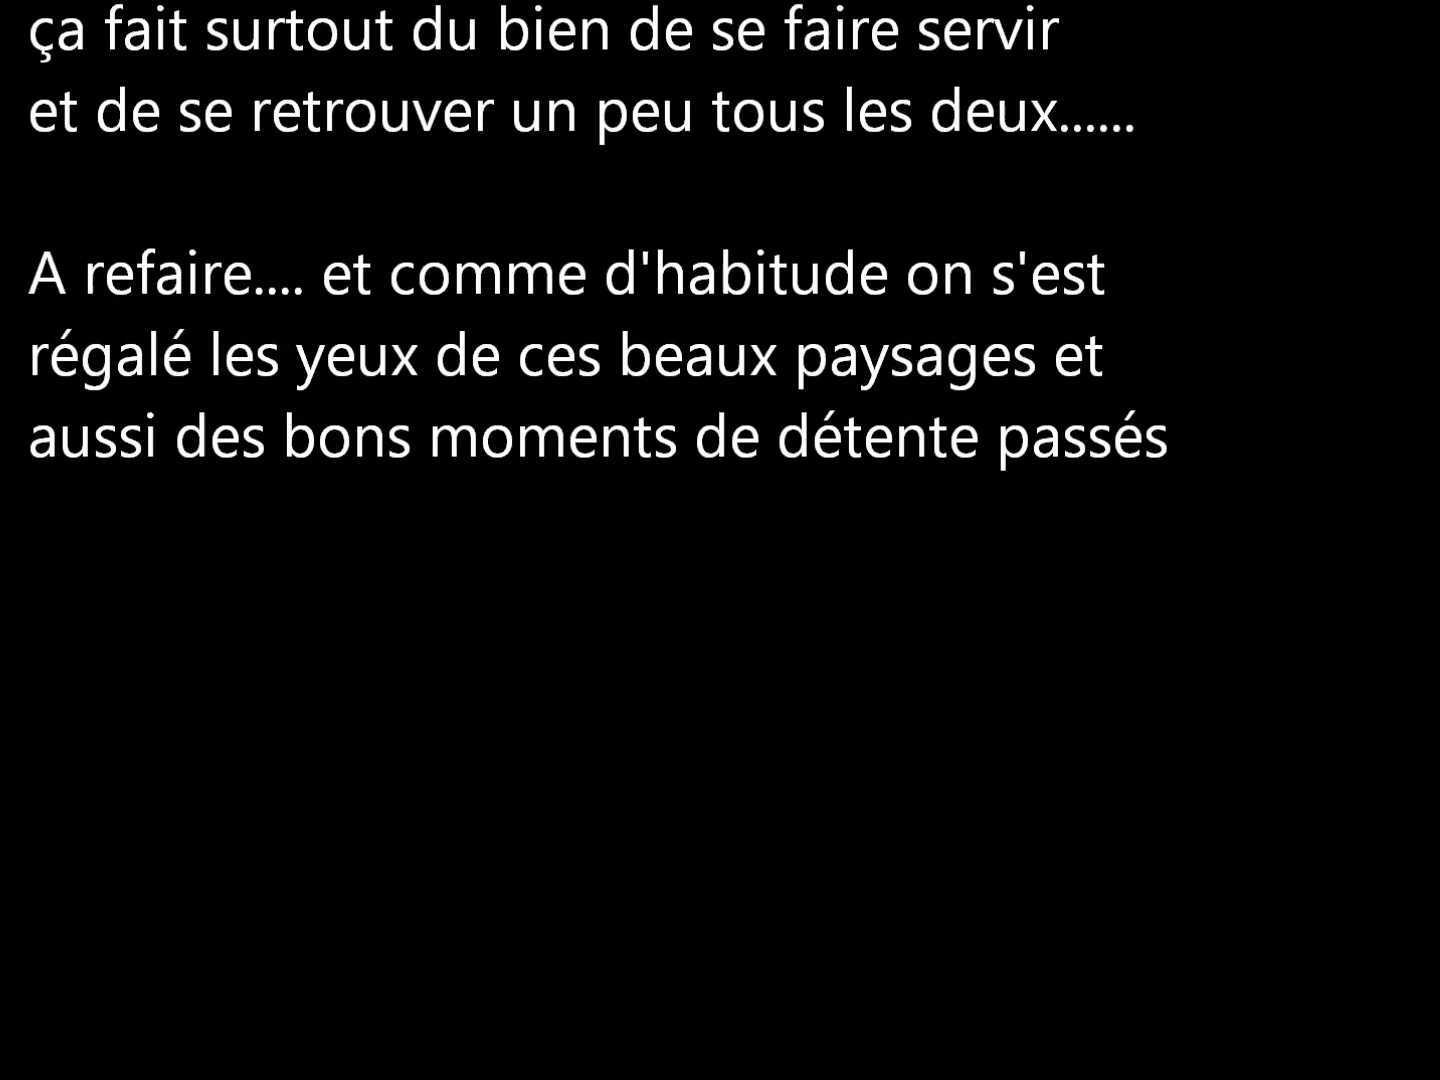 ça fait surtout du bien de se faire servir
et de se retrouver un peu tous les deux......
A refaire.... et comme d'habitude on s'est
régalé les yeux de ces beaux paysages et
aussi des bons moments de détente passés